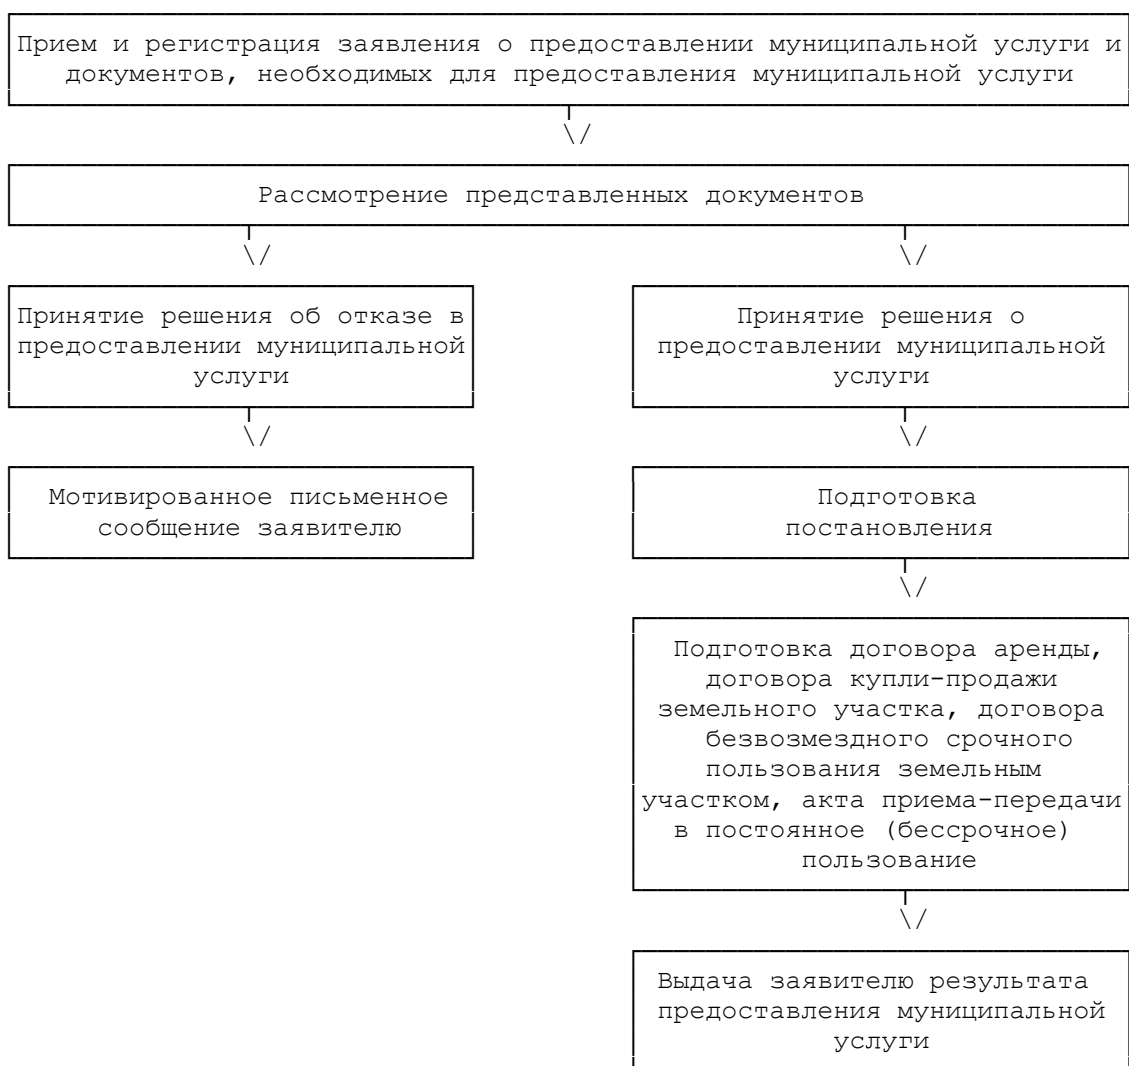 Прием и регистрация заявления о предоставлении муниципальной услуги и
документов, необходимых для предоставления муниципальной услуги
\/
Рассмотрение представленных документов
\/
\/
Принятие решения об отказе в
предоставлении муниципальной
услуги
Принятие решения о
предоставлении муниципальной
услуги
\/
\/
Мотивированное письменное
сообщение заявителю
Подготовка
постановления
\/
Подготовка договора аренды,
договора купли-продажи
земельного участка, договора
безвозмездного срочного
пользования земельным
участком, акта приема-передачи
в постоянное (бессрочное)
пользование
\/
Выдача заявителю результата
предоставления муниципальной
услуги